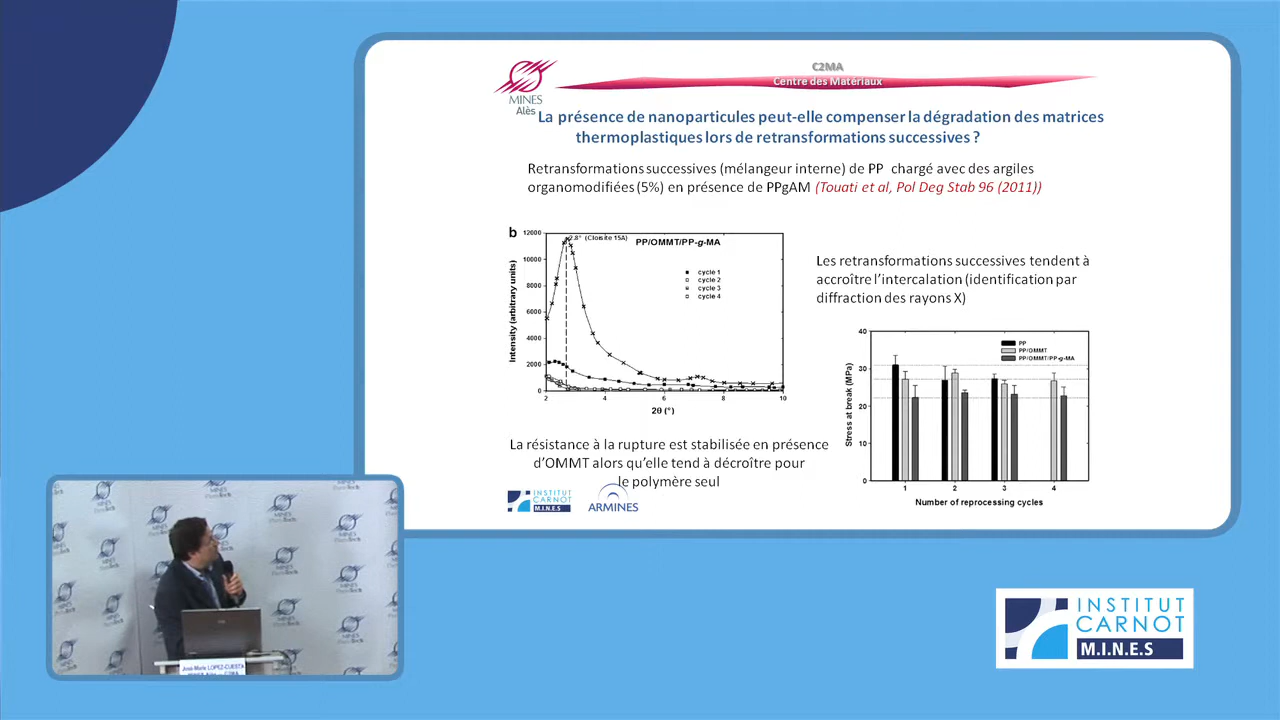 C2MA
Centre des Matériaux
MINES
Alès
La présence de nanoparticules peut-elle compenser la dégradation des matrices
thermoplastiques lors de retransformations successives ?
Retransformations successives (mélangeur interne) de PP chargé avec des argiles
organomodifiées (5%) en présence de PPgAM (Touati et al, Pol Deg Stab 96 (2011))
b
PP/OMMT/PP-g-MA
2.8° (Cloisite 15A)
cycle 1
cycle 2
cycle 3
cycle 4
Intensity (arbitrary units)
12000
10000
8000
6000
4000
2000
0
2 4 6 8 10
2θ (°)
Les retransformations successives tendent à
accroître l'intercalation (identification par
diffraction des rayons X)
PP
PP/OMMT
PP/OMMT/PP-g-MA
Stress at break (MPa)
40
30
20
10
0
1 2 3 4
Number of reprocessing cycles
La résistance à la rupture est stabilisée en présence
d'OMMT alors qu'elle tend à décroître pour
le polymère seul
INSTITUT
CARNOT
M.I.N.E.S
ARMINES
MINES
ParisTech
José-Marie LOPEZ-CUESTA
INSTITUT
CARNOT
M.I.N.E.S